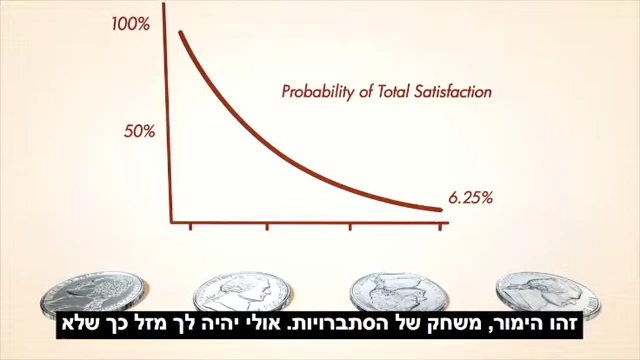 100%
Probability of Total Satisfaction
50%
6.25%
זהו הימור, משחק של הסתברויות. אולי יהיה לך מזל כך שלא